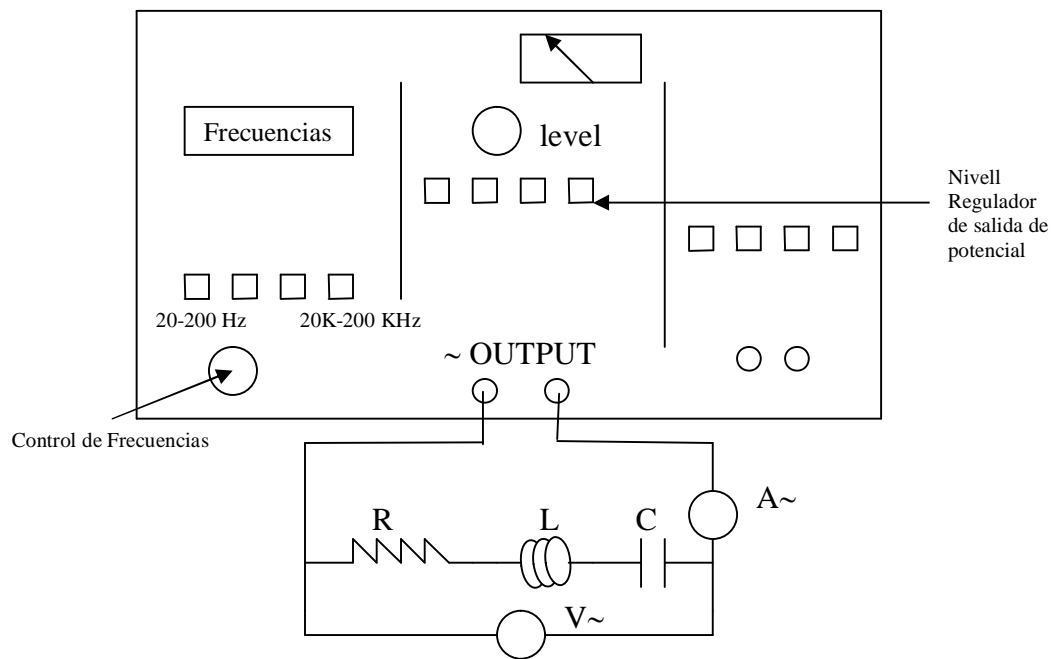 Frecuencias
level
Nivell
Regulador
de salida de
potencial
20-200 Hz
20K-200 KHz
~ OUTPUT
Control de Frecuencias
A~
R
L
C
V~